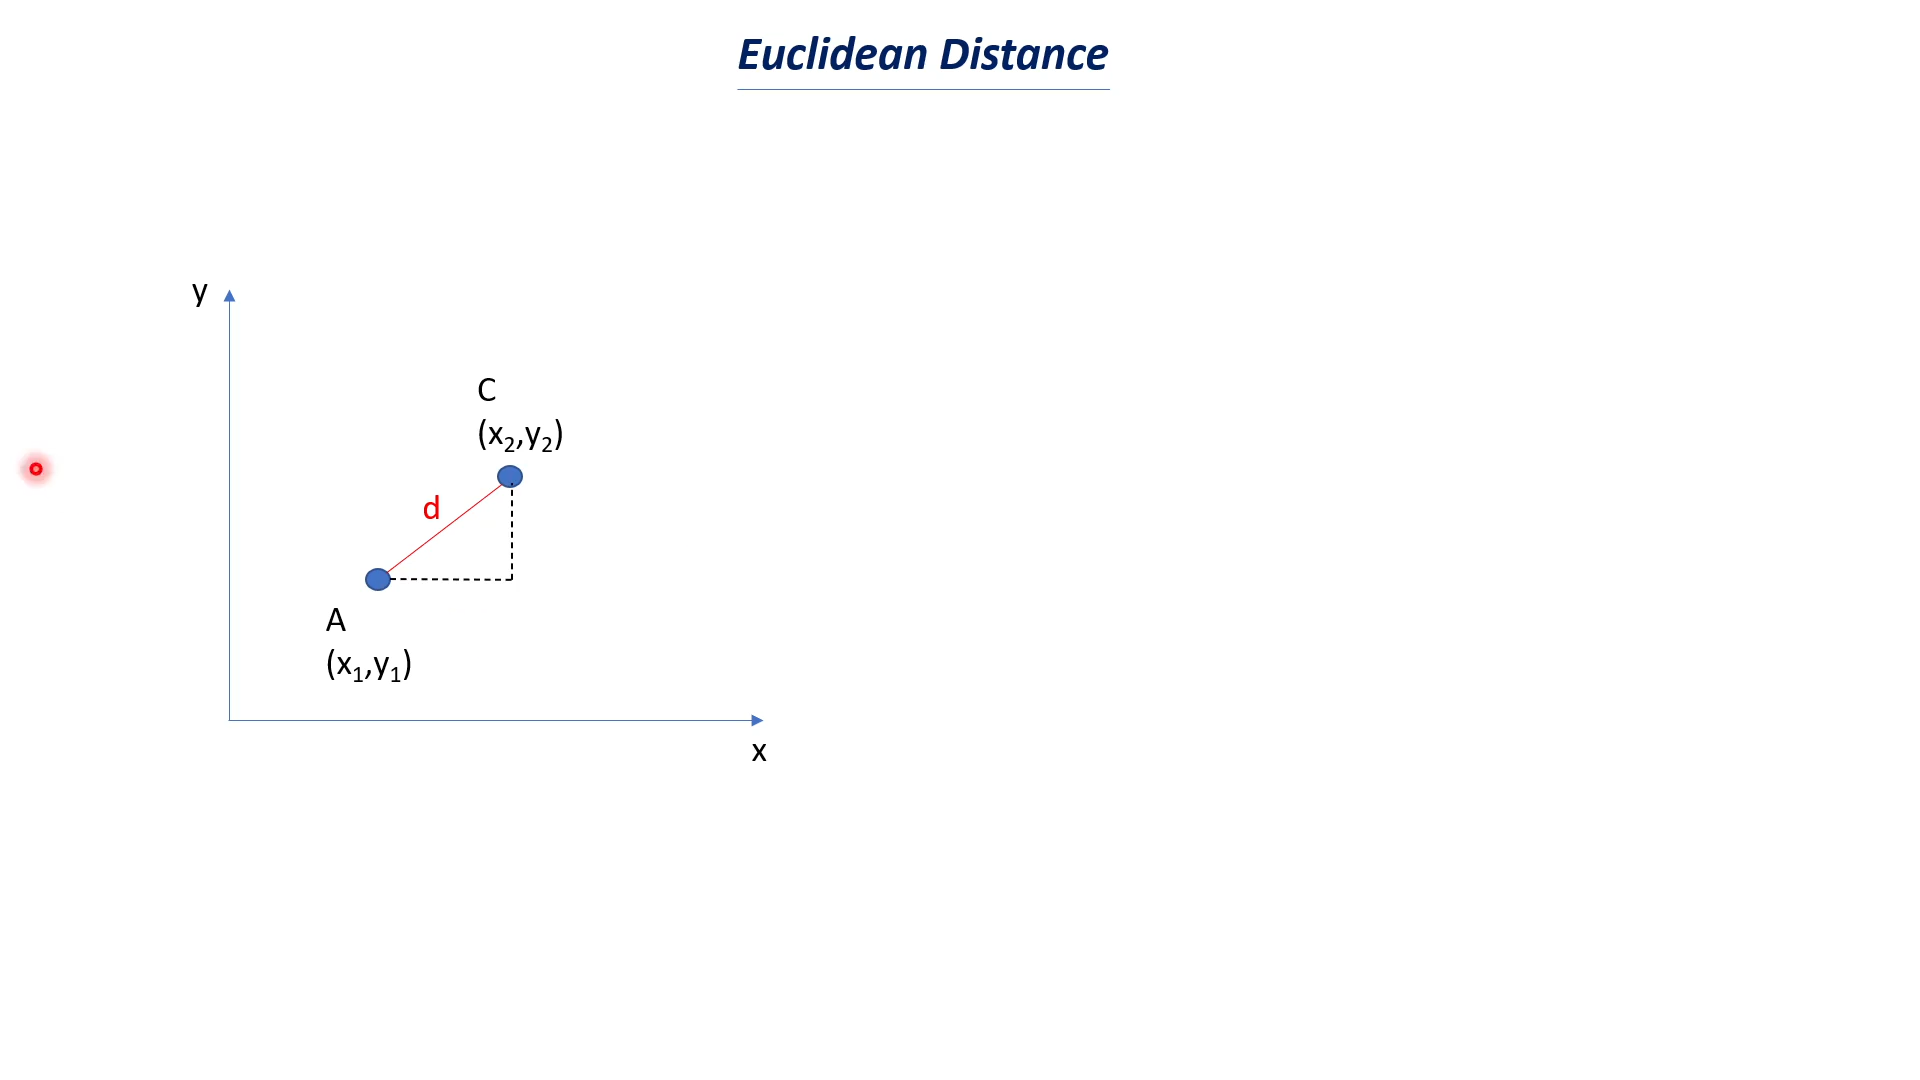 Euclidean Distance
y
C
(x₂,y₂)
d
A
(x₁,y₁)
x